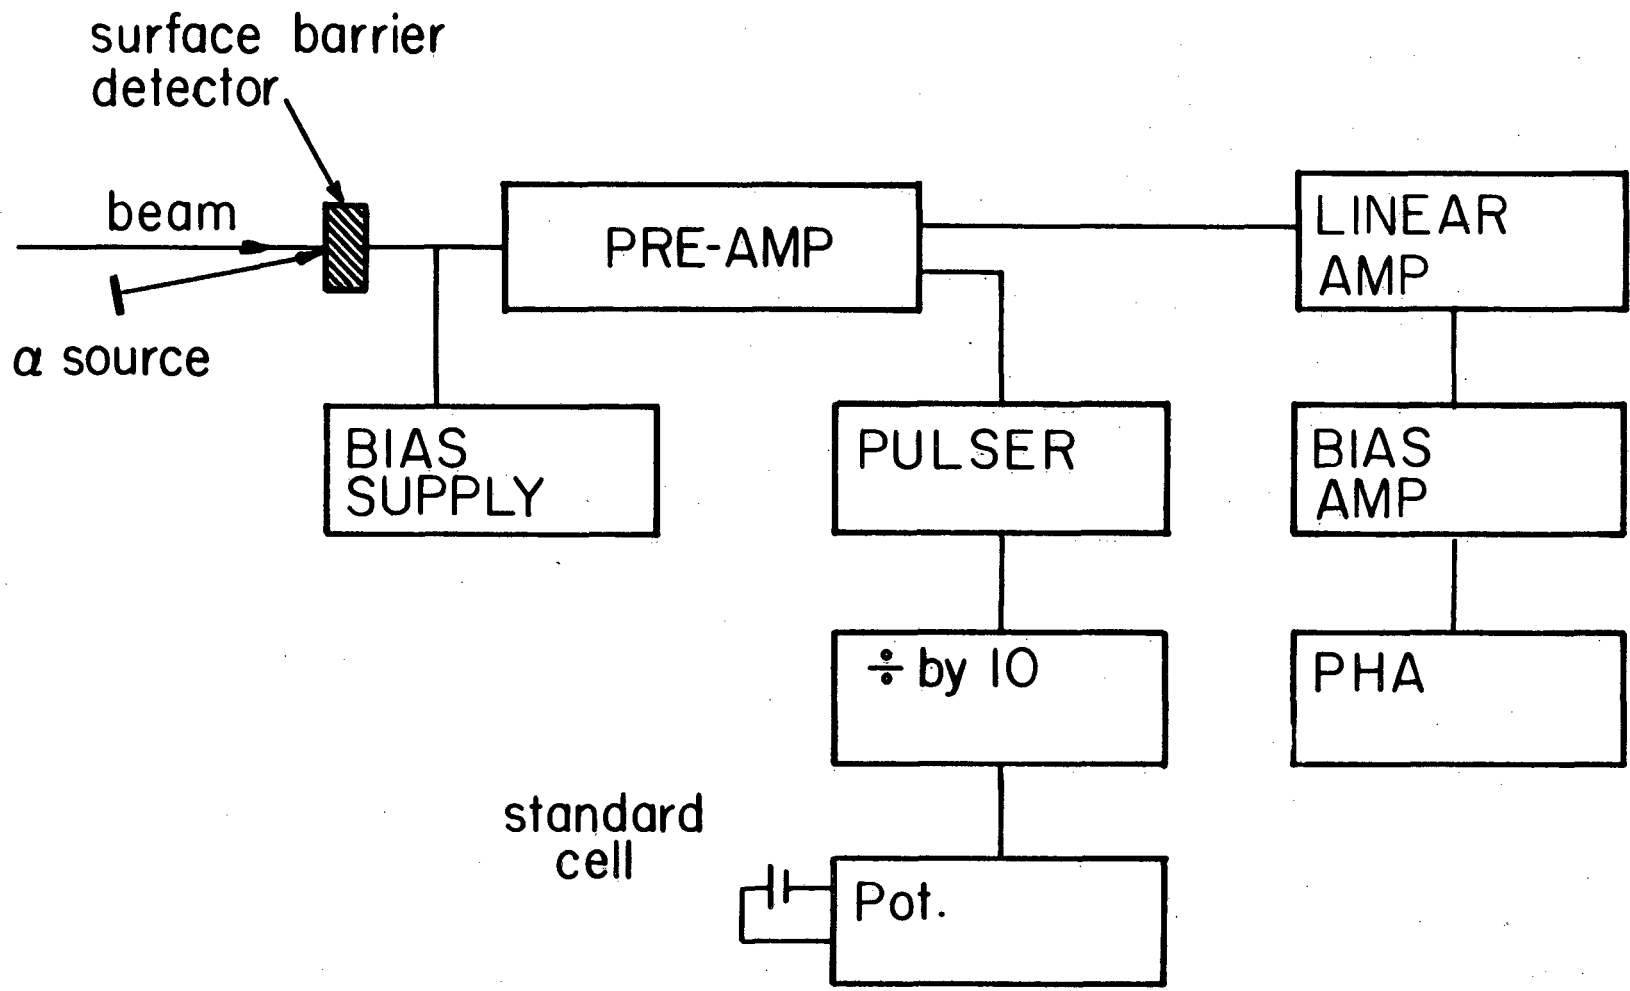 surface barrier
detector
beam
α source
PRE-AMP
LINEAR
AMP
BIAS
SUPPLY
PULSER
BIAS
AMP
÷ by 10
PHA
standard
cell
Pot.